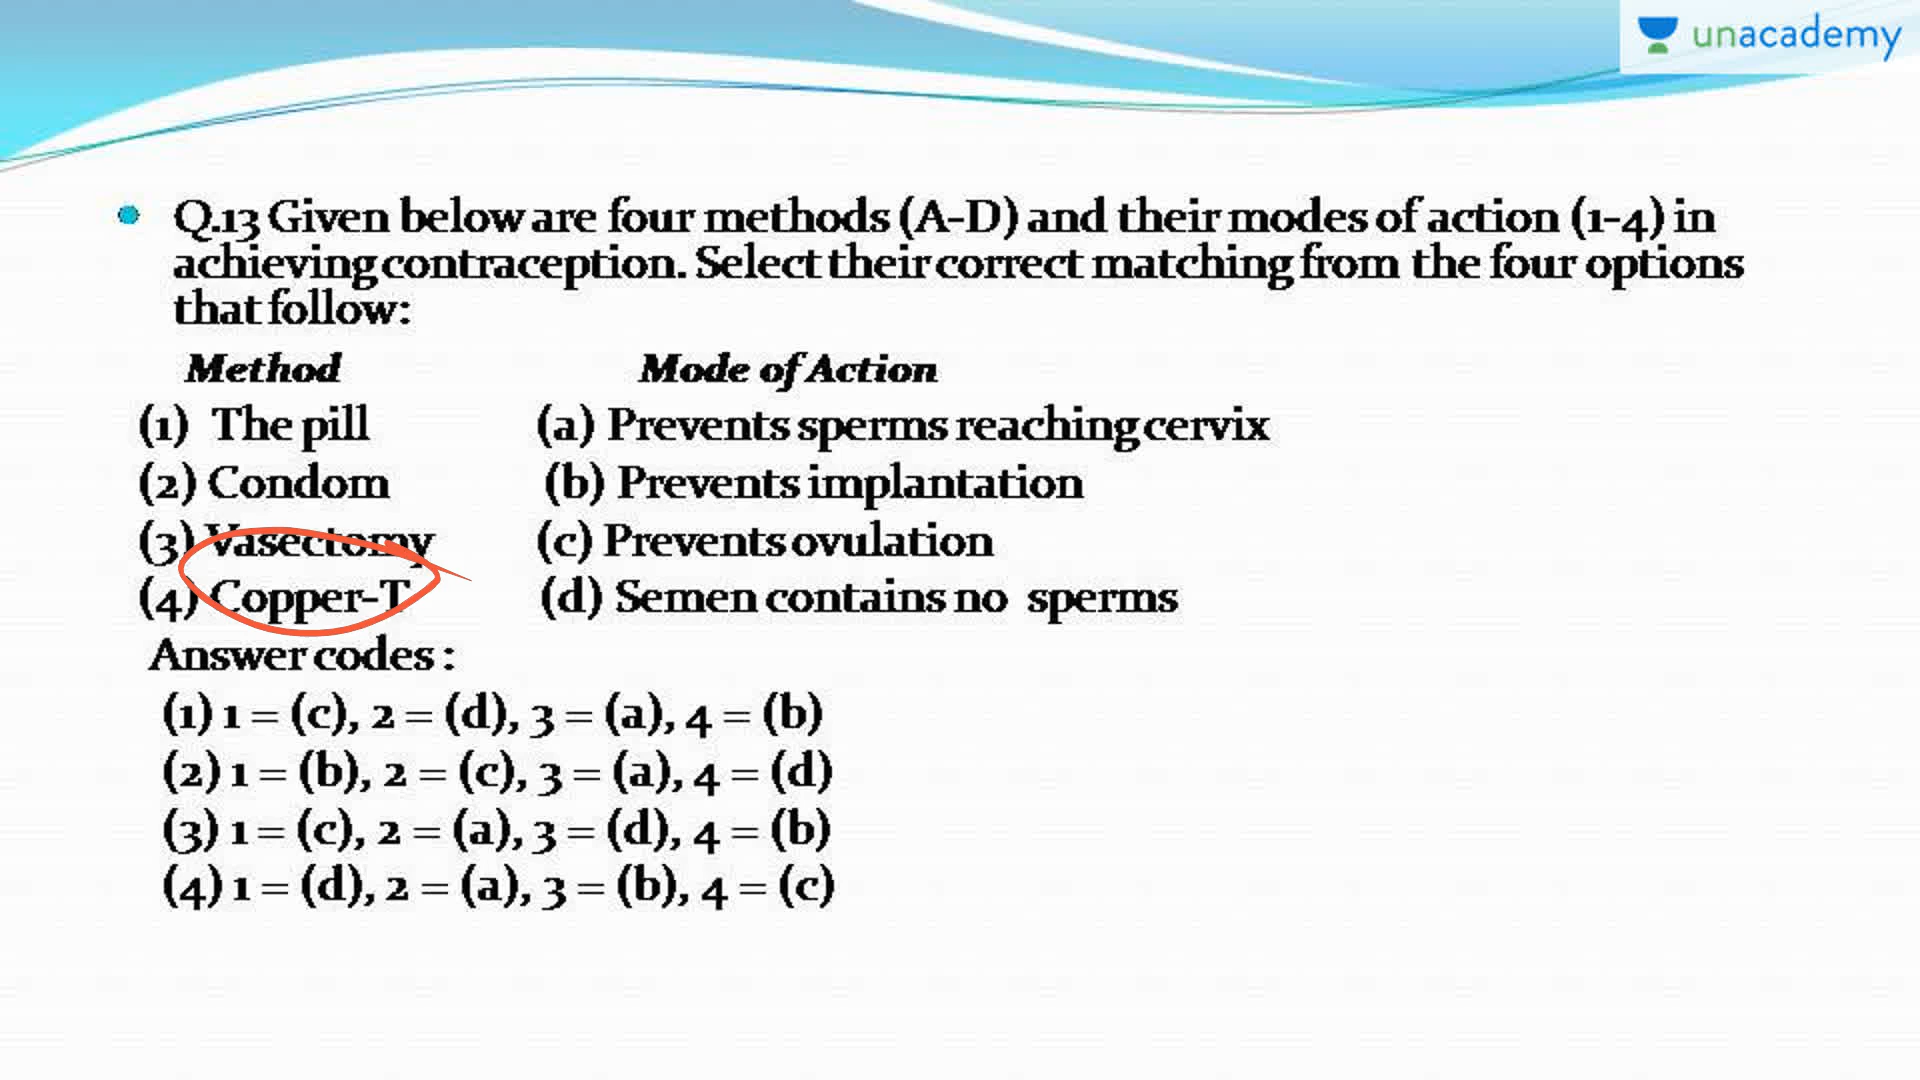 unacademy
Q.13 Given below are four methods (A-D) and their modes of action (1-4) in
achieving contraception. Select their correct matching from the four options
that follow:
Method Mode of Action
(1) The pill (a) Prevents sperms reaching cervix
(2) Condom (b) Prevents implantation
(3) Vasectomy (c) Prevents ovulation
(4) Copper-T (d) Semen contains no sperms
Answer codes :
(1) 1 = (c), 2 = (d), 3 = (a), 4 = (b)
(2) 1 = (b), 2 = (c), 3 = (a), 4 = (d)
(3) 1 = (c), 2 = (a), 3 = (d), 4 = (b)
(4) 1 = (d), 2 = (a), 3 = (b), 4 = (c)